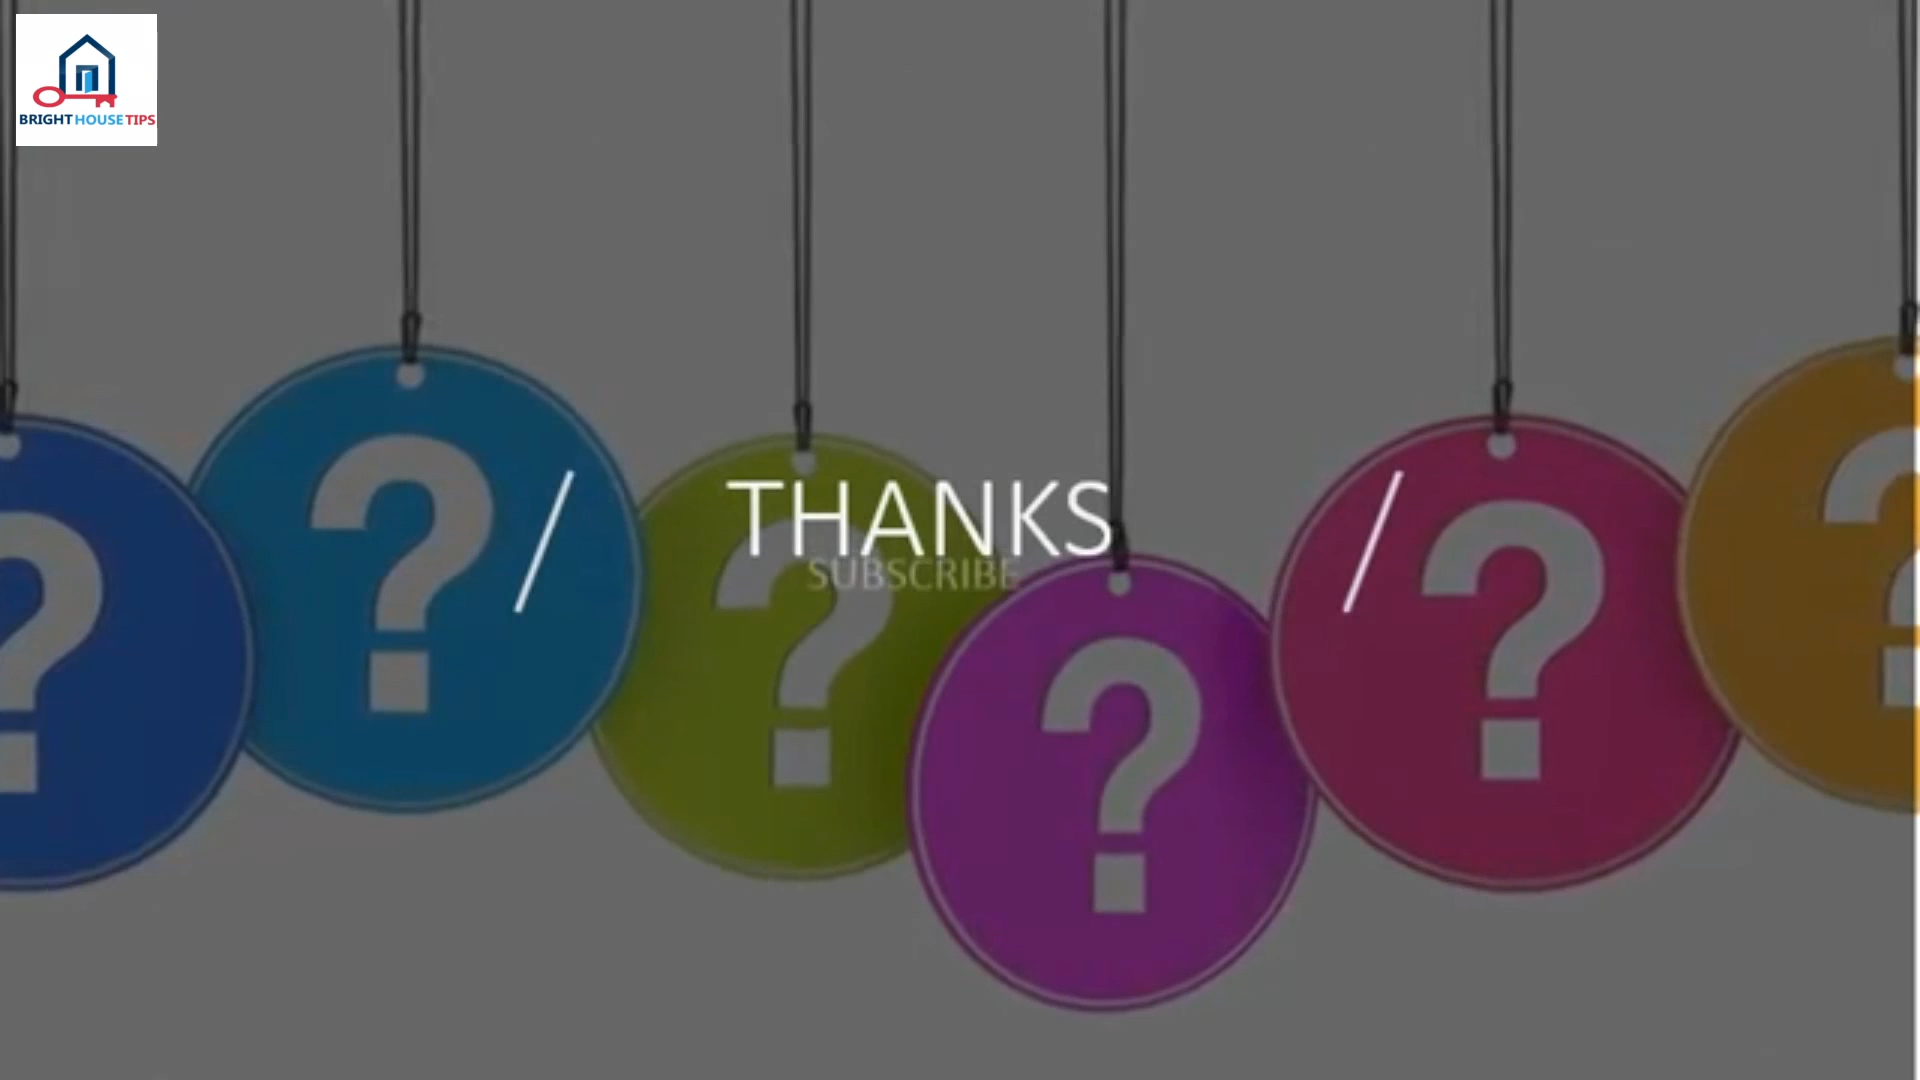 BRIGHT HOUSE TIPS
? ? ? ? ? ?
/ THANKS /
SUBSCRIBE